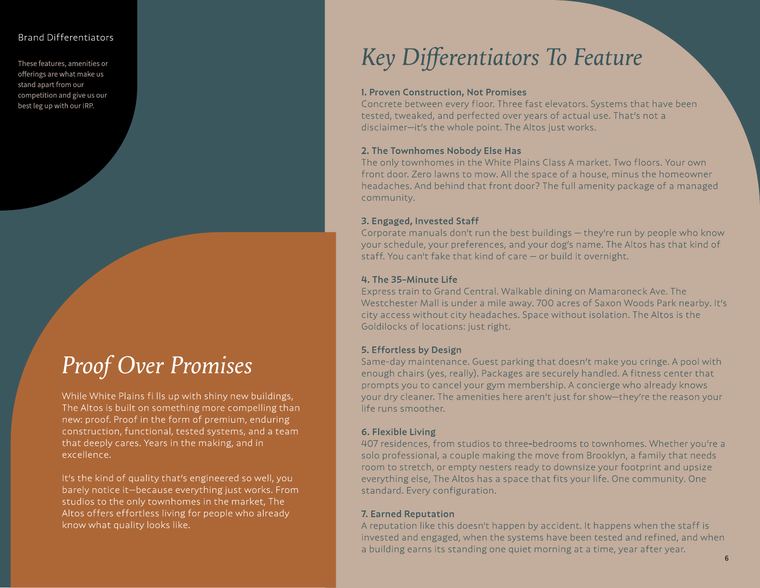 Brand Differentiators
These features, amenities or
offerings are what make us
stand apart from our
competition and give us our
best leg up with our IRP.
Proof Over Promises
While White Plains fi lls up with shiny new buildings,
The Altos is built on something more compelling than
new: proof. Proof in the form of premium, enduring
construction, functional, tested systems, and a team
that deeply cares. Years in the making, and in
excellence.
It's the kind of quality that's engineered so well, you
barely notice it—because everything just works. From
studios to the only townhomes in the market, The
Altos offers effortless living for people who already
know what quality looks like.
Key Differentiators To Feature
1. Proven Construction, Not Promises
Concrete between every floor. Three fast elevators. Systems that have been
tested, tweaked, and perfected over years of actual use. That's not a
disclaimer—it's the whole point. The Altos just works.
2. The Townhomes Nobody Else Has
The only townhomes in the White Plains Class A market. Two floors. Your own
front door. Zero lawns to mow. All the space of a house, minus the homeowner
headaches. And behind that front door? The full amenity package of a managed
community.
3. Engaged, Invested Staff
Corporate manuals don't run the best buildings — they're run by people who know
your schedule, your preferences, and your dog's name. The Altos has that kind of
staff. You can't fake that kind of care — or build it overnight.
4. The 35-Minute Life
Express train to Grand Central. Walkable dining on Mamaroneck Ave. The
Westchester Mall is under a mile away. 700 acres of Saxon Woods Park nearby. It's
city access without city headaches. Space without isolation. The Altos is the
Goldilocks of locations: just right.
5. Effortless by Design
Same-day maintenance. Guest parking that doesn't make you cringe. A pool with
enough chairs (yes, really). Packages are securely handled. A fitness center that
prompts you to cancel your gym membership. A concierge who already knows
your dry cleaner. The amenities here aren't just for show—they're the reason your
life runs smoother.
6. Flexible Living
407 residences, from studios to three-bedrooms to townhomes. Whether you're a
solo professional, a couple making the move from Brooklyn, a family that needs
room to stretch, or empty nesters ready to downsize your footprint and upsize
everything else, The Altos has a space that fits your life. One community. One
standard. Every configuration.
7. Earned Reputation
A reputation like this doesn't happen by accident. It happens when the staff is
invested and engaged, when the systems have been tested and refined, and when
a building earns its standing one quiet morning at a time, year after year.
6